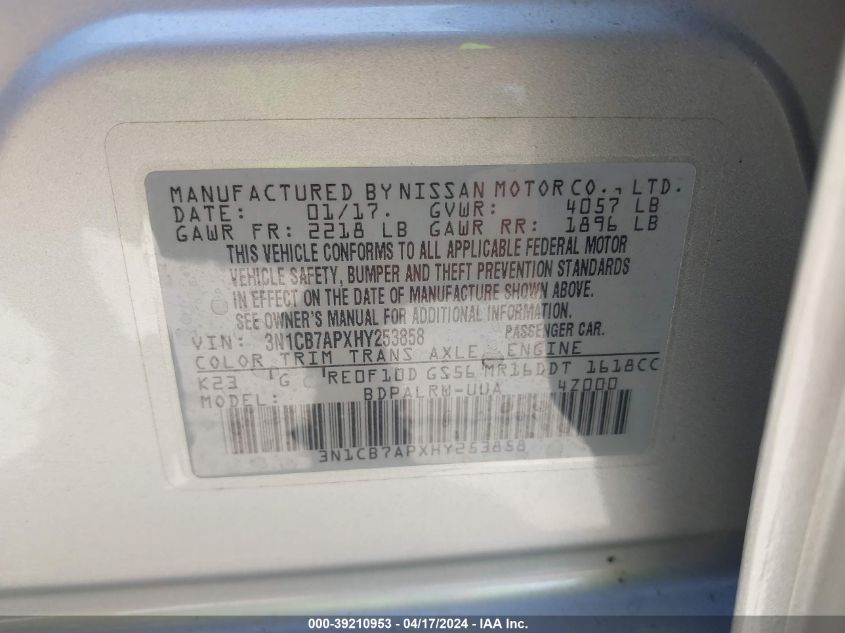 MANUFACTURED BY NISSAN MOTOR CO., LTD.
DATE: 01/17. GVWR: 4057 LB
GAWR FR: 2218 LB GAWR RR: 1896 LB
THIS VEHICLE CONFORMS TO ALL APPLICABLE FEDERAL MOTOR
VEHICLE SAFETY, BUMPER AND THEFT PREVENTION STANDARDS
IN EFFECT ON THE DATE OF MANUFACTURE SHOWN ABOVE.
SEE OWNER'S MANUAL FOR ADDITIONAL INFORMATION.
VIN: 3N1CB7APXHY253858 PASSENGER CAR.
COLOR TRIM TRANS AXLE ENGINE
K23 G RE0F10D GS56 MR16DDT 1618CC
MODEL: BDPALRW-UUA 4Z000
3N1CB7APXHY253858
000-39210953 - 04/17/2024 - IAA Inc.